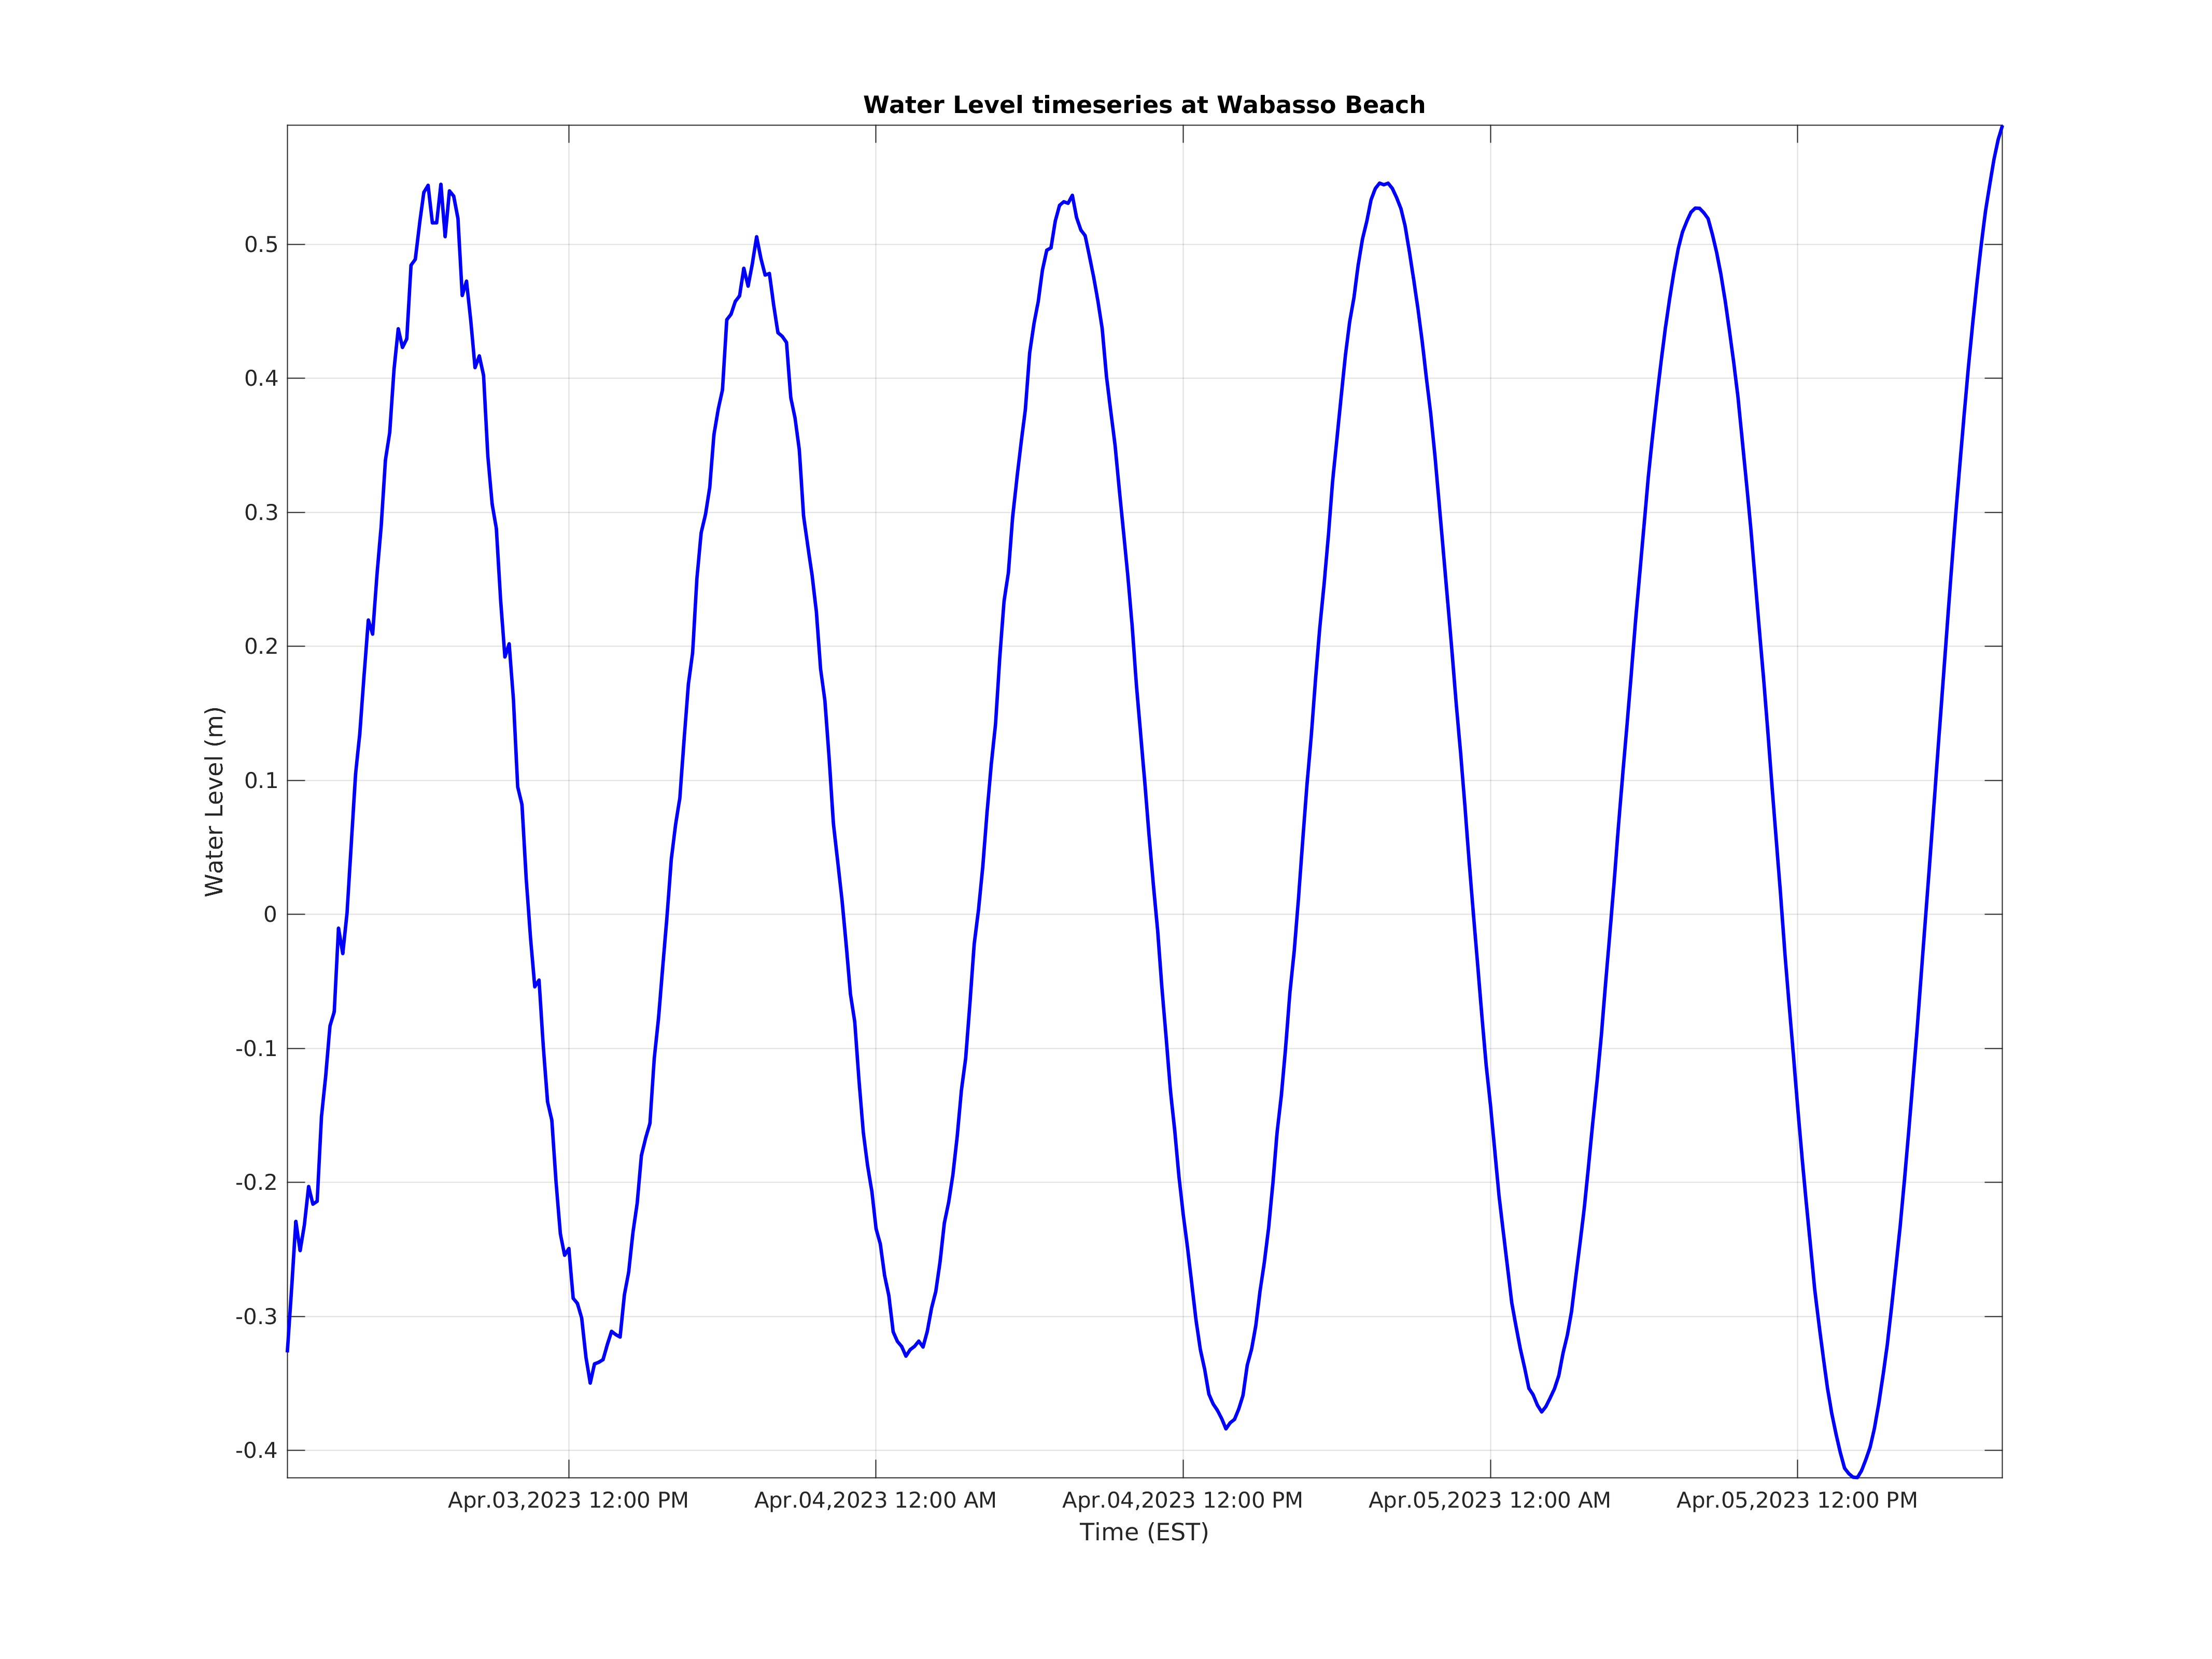 Water Level timeseries at Wabasso Beach
0.5
0.4
0.3
0.2
0.1
0
-0.1
-0.2
-0.3
-0.4
Water Level (m)
Apr.03,2023 12:00 PM
Apr.04,2023 12:00 AM
Apr.04,2023 12:00 PM
Apr.05,2023 12:00 AM
Apr.05,2023 12:00 PM
Time (EST)